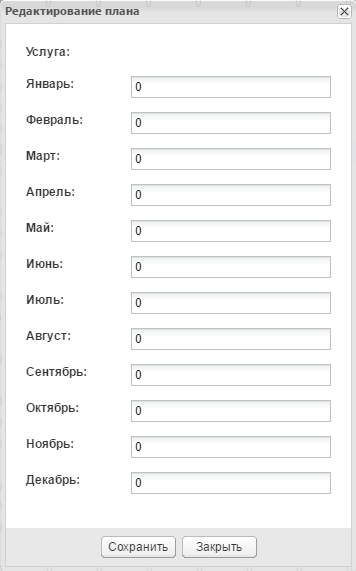 Редактирование плана
Услуга:
Январь: 0
Февраль: 0
Март: 0
Апрель: 0
Май: 0
Июнь: 0
Июль: 0
Август: 0
Сентябрь: 0
Октябрь: 0
Ноябрь: 0
Декабрь: 0
Сохранить Закрыть